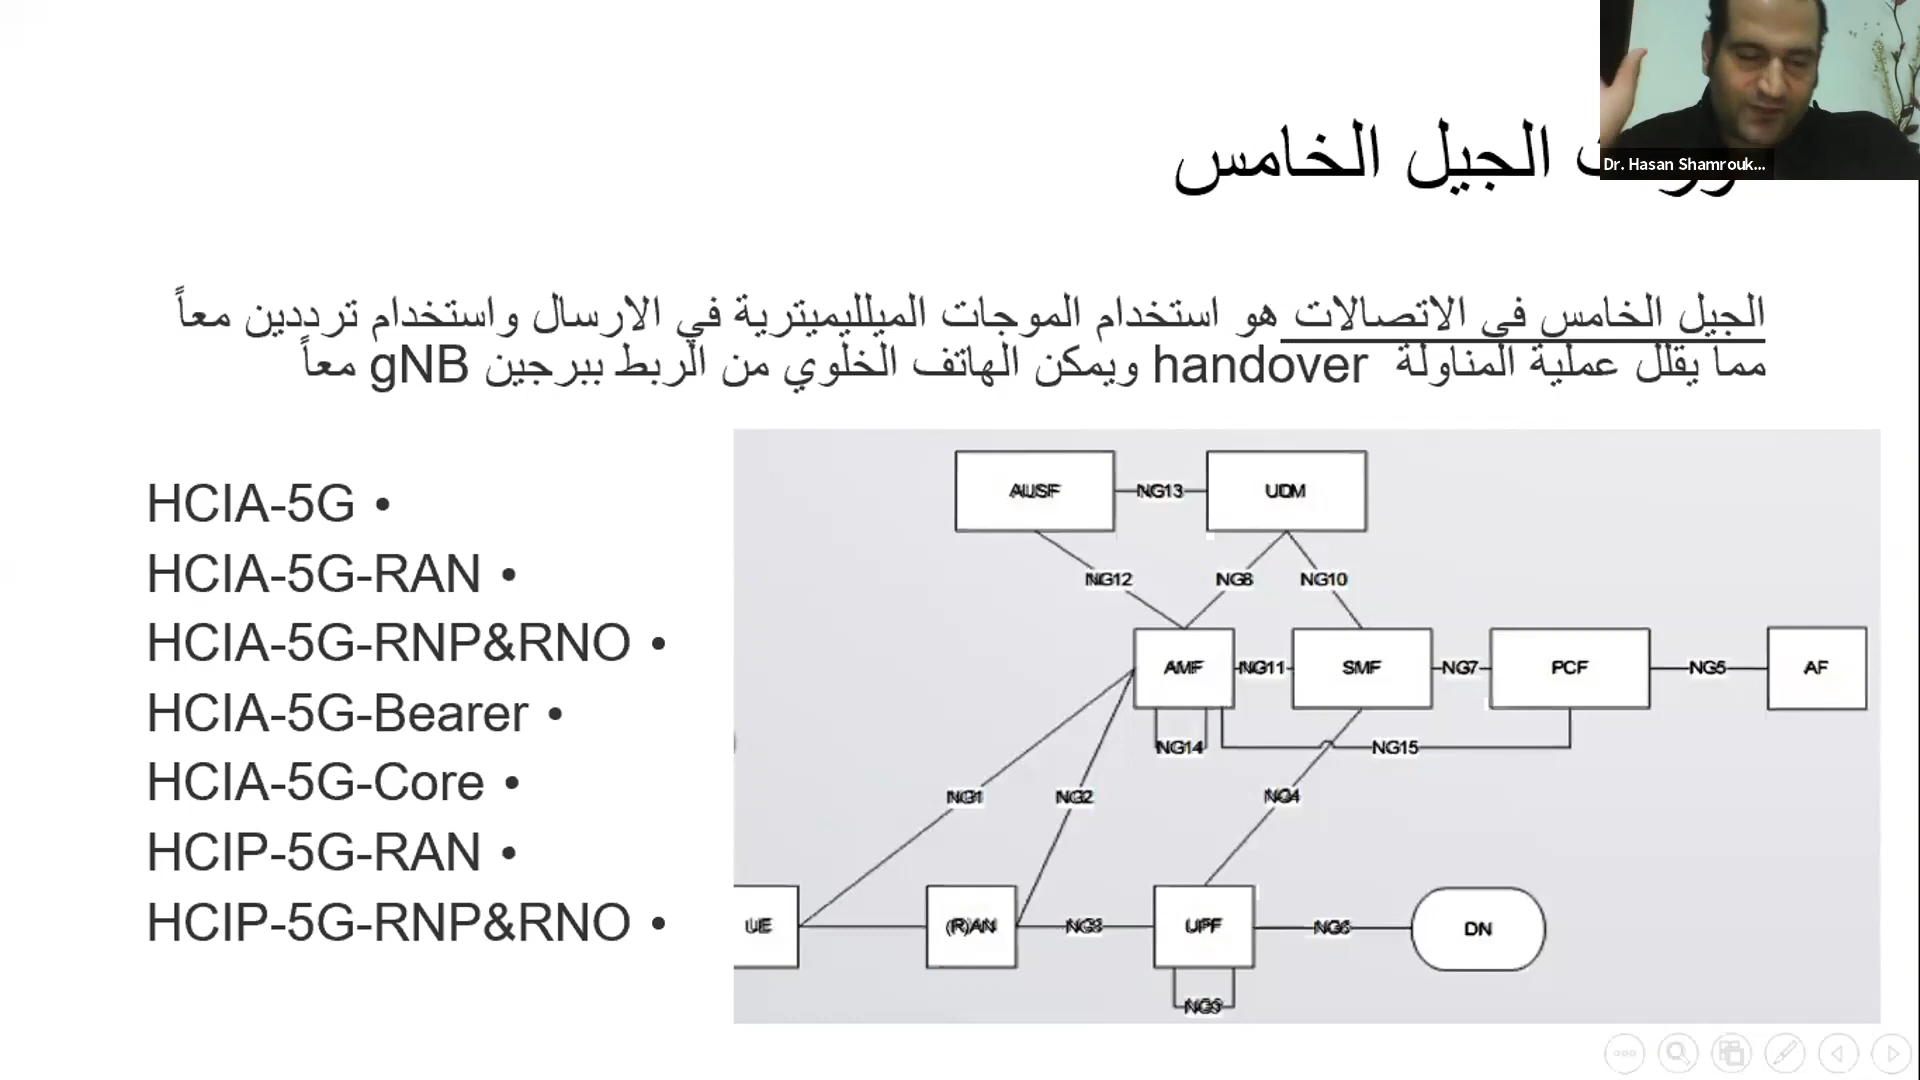 الجيل الخامس
Dr. Hasan Shamrouk...
الجيل الخامس في الاتصالات هو استخدام الموجات الميلليميترية في الارسال واستخدام ترددين معاً
مما يقلل عملية المناولة handover ويمكن الهاتف الخلوي من الربط ببرجين gNB معاً
HCIA-5G •
HCIA-5G-RAN •
HCIA-5G-RNP&RNO •
HCIA-5G-Bearer •
HCIA-5G-Core •
HCIP-5G-RAN •
HCIP-5G-RNP&RNO •
AUSF NG13 UDM
NG12 NG8 NG10
AMF NG11 SMF NG7 PCF NG5 AF
NG14 NG15
NG1 NG2 NG4
UE (R)AN NG3 UPF NG6 DN
NG9